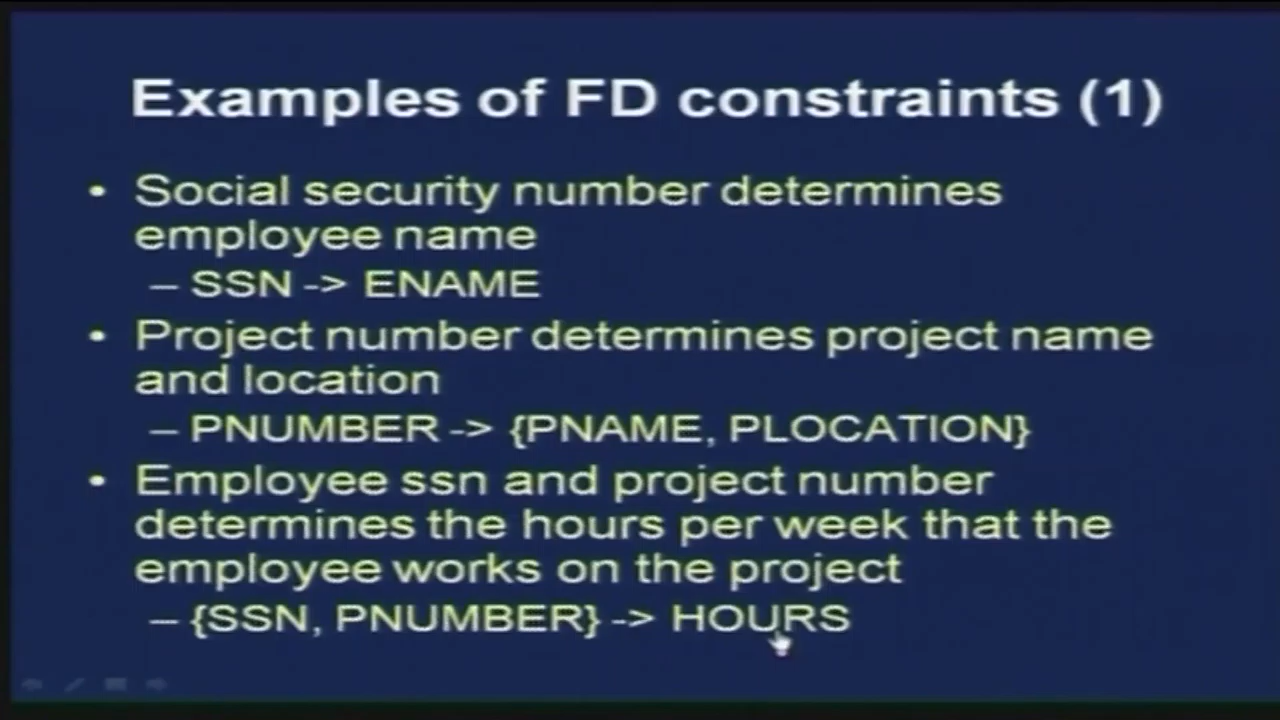 Examples of FD constraints (1)
• Social security number determines
employee name
– SSN -> ENAME
• Project number determines project name
and location
– PNUMBER -> {PNAME, PLOCATION}
• Employee ssn and project number
determines the hours per week that the
employee works on the project
– {SSN, PNUMBER} -> HOURS